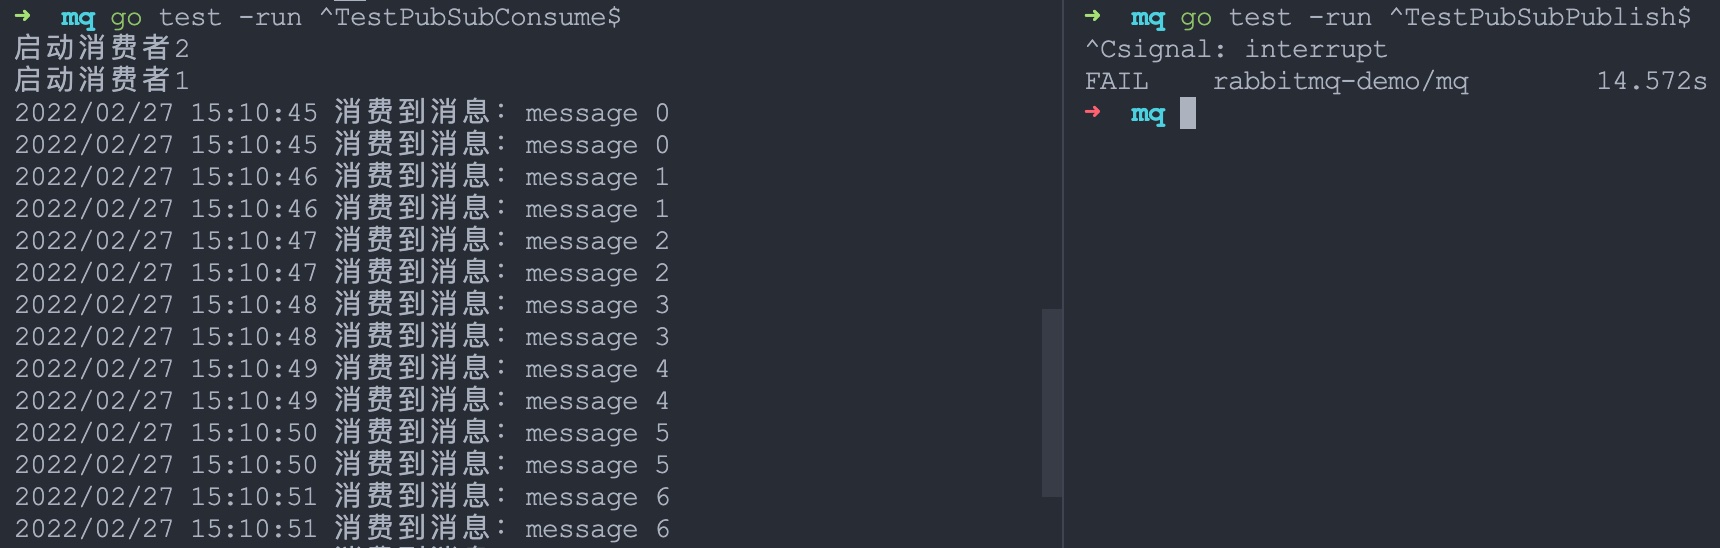 ➜  mq go test -run ^TestPubSubConsume$
启动消费者2
启动消费者1
2022/02/27 15:10:45 消费到消息: message 0
2022/02/27 15:10:45 消费到消息: message 0
2022/02/27 15:10:46 消费到消息: message 1
2022/02/27 15:10:46 消费到消息: message 1
2022/02/27 15:10:47 消费到消息: message 2
2022/02/27 15:10:47 消费到消息: message 2
2022/02/27 15:10:48 消费到消息: message 3
2022/02/27 15:10:48 消费到消息: message 3
2022/02/27 15:10:49 消费到消息: message 4
2022/02/27 15:10:49 消费到消息: message 4
2022/02/27 15:10:50 消费到消息: message 5
2022/02/27 15:10:50 消费到消息: message 5
2022/02/27 15:10:51 消费到消息: message 6
2022/02/27 15:10:51 消费到消息: message 6
➜  mq go test -run ^TestPubSubPublish$
^Csignal: interrupt
FAIL    rabbitmq-demo/mq        14.572s
➜  mq